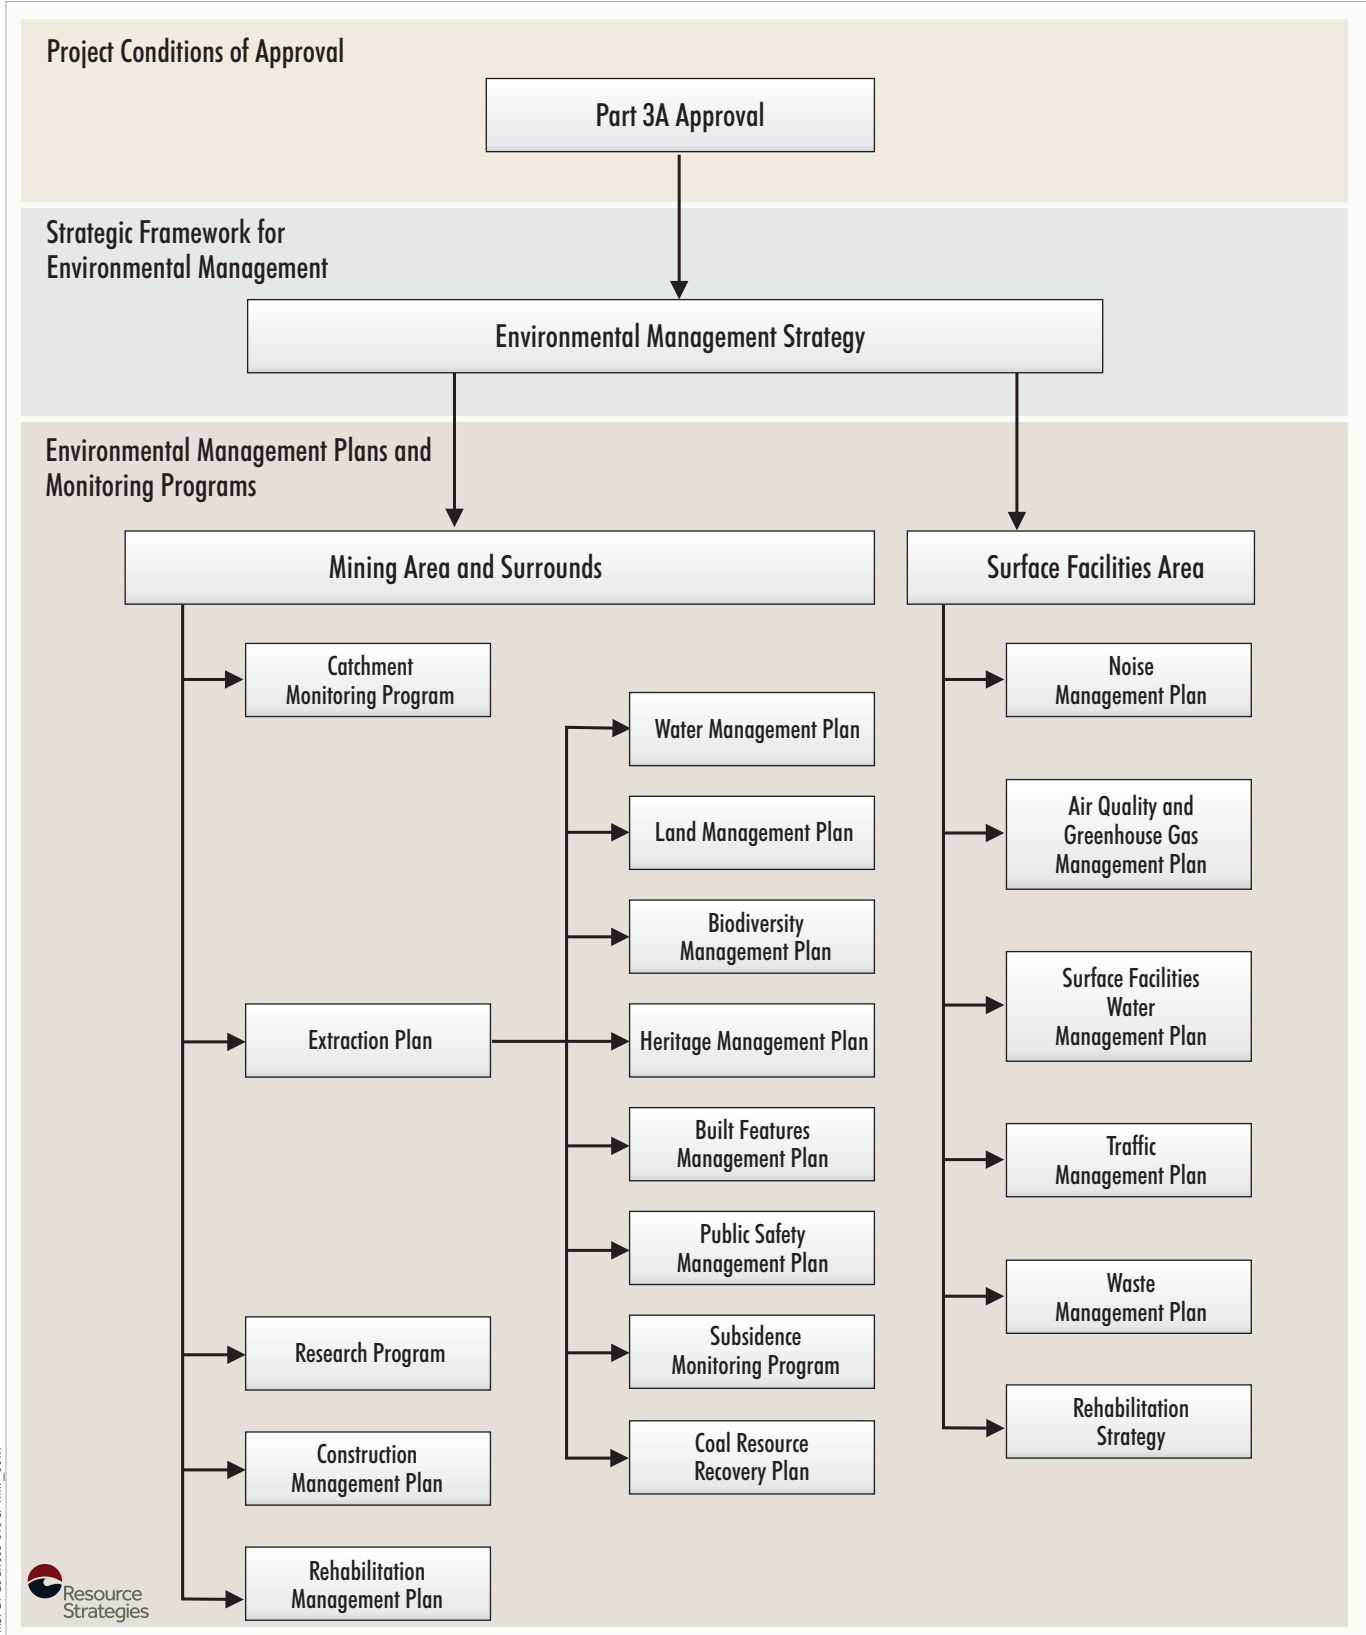 Project Conditions of Approval
Part 3A Approval
Strategic Framework for
Environmental Management
Environmental Management Strategy
Environmental Management Plans and
Monitoring Programs
Mining Area and Surrounds
Catchment
Monitoring Program
Extraction Plan
Water Management Plan
Land Management Plan
Biodiversity
Management Plan
Heritage Management Plan
Built Features
Management Plan
Public Safety
Management Plan
Subsidence
Monitoring Program
Coal Resource
Recovery Plan
Research Program
Construction
Management Plan
Rehabilitation
Management Plan
Surface Facilities Area
Noise
Management Plan
Air Quality and
Greenhouse Gas
Management Plan
Surface Facilities
Water
Management Plan
Traffic
Management Plan
Waste
Management Plan
Rehabilitation
Strategy
Resource
Strategies